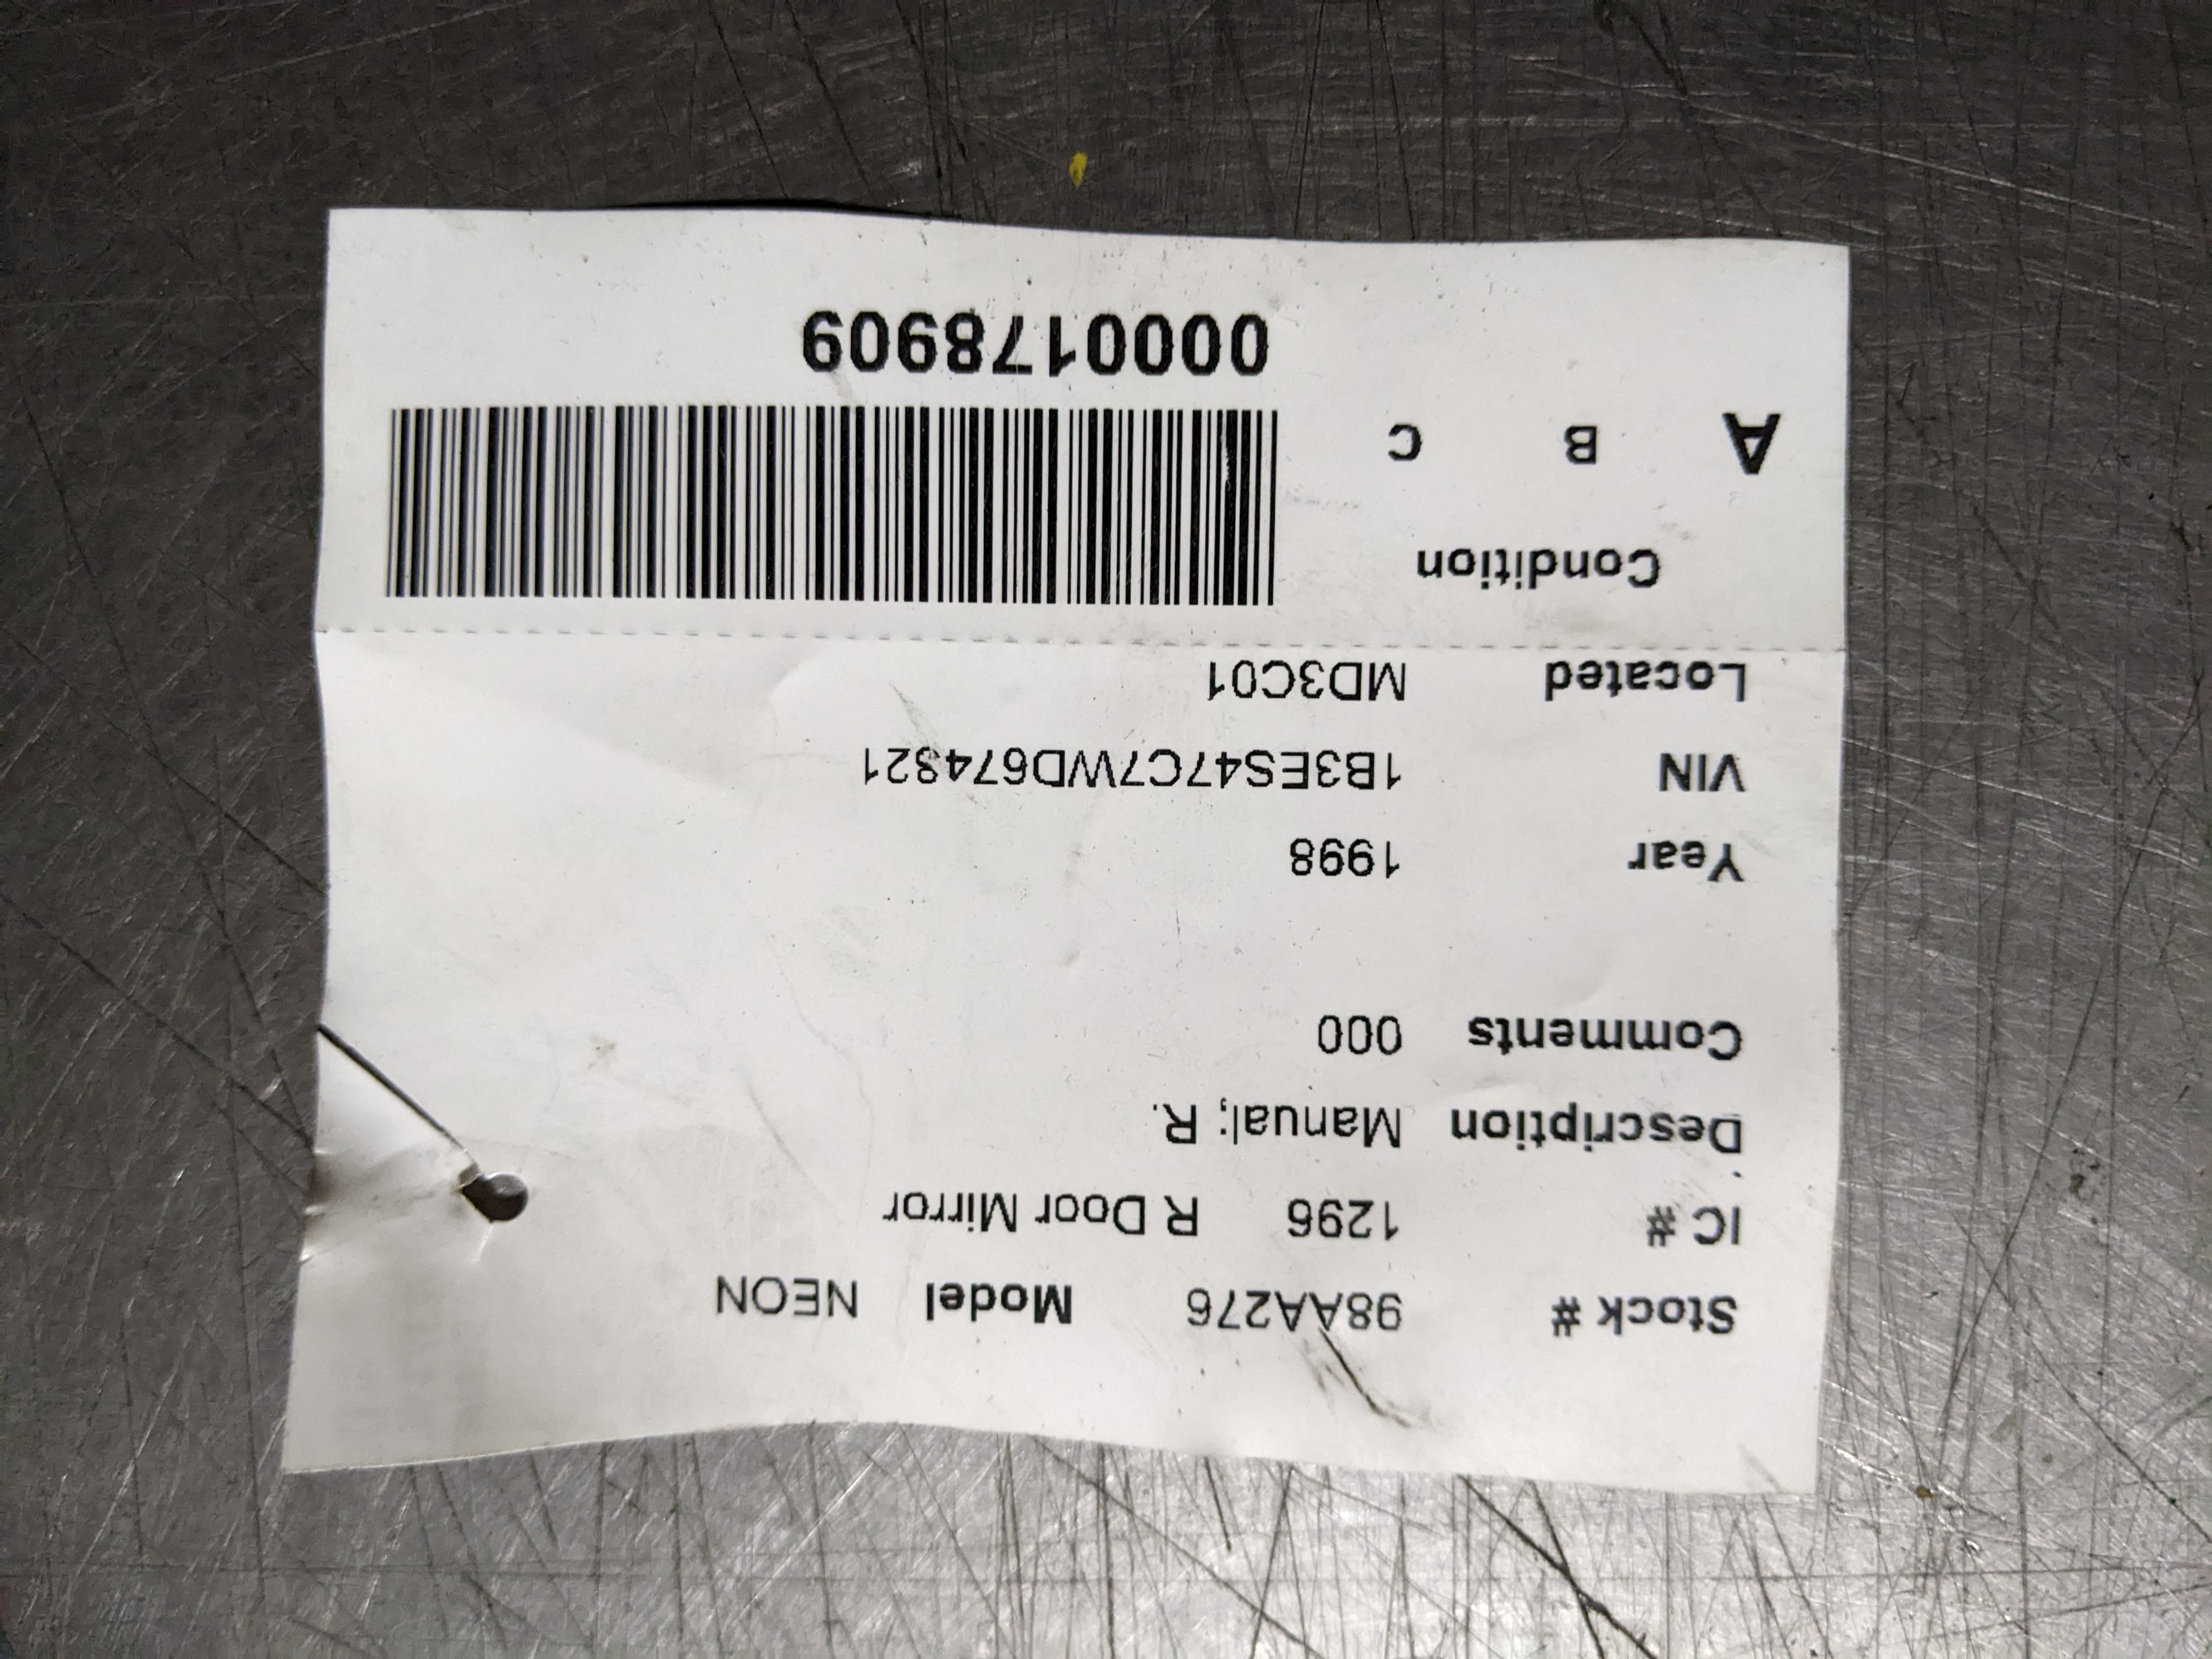 Stock # 98AA276 Model NEON
IC # 1296 R Door Mirror
Description Manual; R.
Comments 000
Year 1998
VIN 1B3ES47C7WD674821
Located MD3C01
Condition
A B C
0000178909